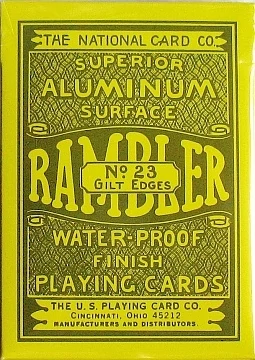 THE NATIONAL CARD CO.
SUPERIOR
ALUMINUM
SURFACE
RAMBLER
No. 23
GILT EDGES
WATER-PROOF
FINISH
PLAYING CARDS
THE U.S. PLAYING CARD CO.
CINCINNATI, OHIO 45212
MANUFACTURERS AND DISTRIBUTORS